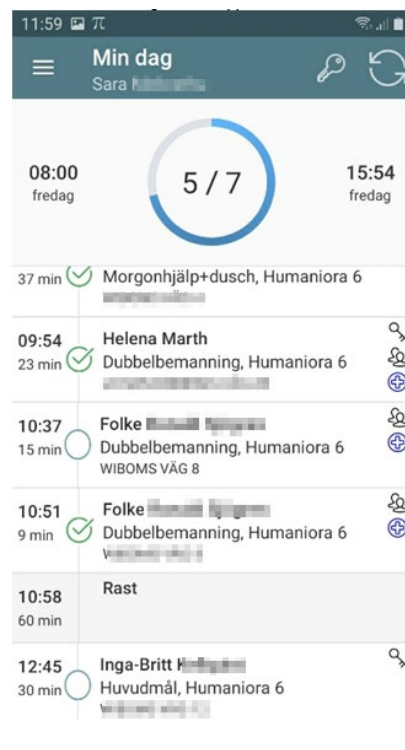 11:59 π
Min dag
Sara
08:00
fredag
5 / 7
15:54
fredag
37 min Morgonhjälp+dusch, Humaniora 6
09:54 Helena Marth
23 min Dubbelbemanning, Humaniora 6
10:37 Folke
15 min Dubbelbemanning, Humaniora 6
WIBOMS VÄG 8
10:51 Folke
9 min Dubbelbemanning, Humaniora 6
10:58 Rast
60 min
12:45 Inga-Britt
30 min Huvudmål, Humaniora 6